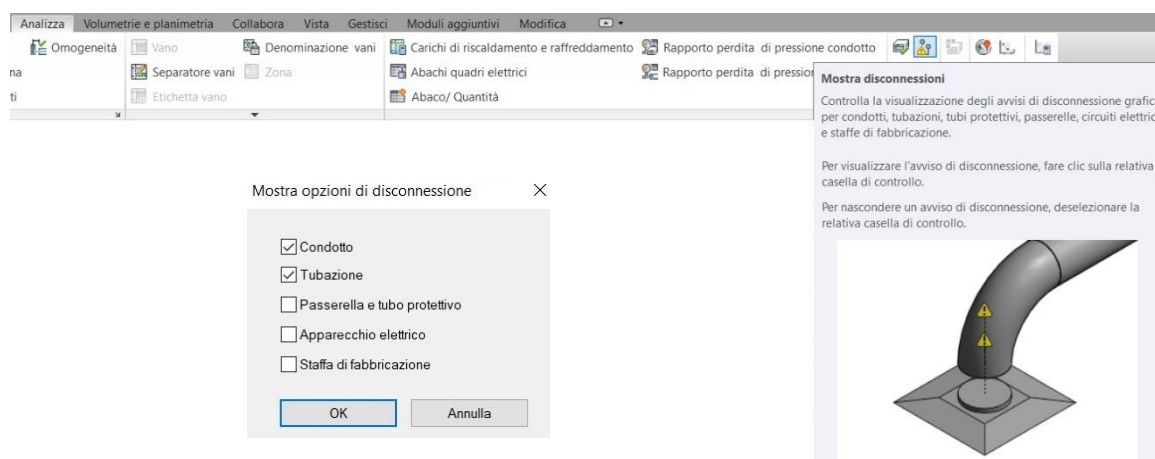 Analizza Volumetrie e planimetria Collabora Vista Gestisci Moduli aggiuntivi Modifica
Omogeneità Vano Denominazione vani Carichi di riscaldamento e raffreddamento Rapporto perdita di pressione condotto
na Separatore vani Zona Abachi quadri elettrici Rapporto perdita di pression
ti Etichetta vano Abaco/ Quantità
Mostra disconnessioni
Controlla la visualizzazione degli avvisi di disconnessione grafic
per condotti, tubazioni, tubi protettivi, passerelle, circuiti elettric
e staffe di fabbricazione.
Per visualizzare l'avviso di disconnessione, fare clic sulla relativa
casella di controllo.
Per nascondere un avviso di disconnessione, deselezionare la
relativa casella di controllo.
Mostra opzioni di disconnessione
Condotto
Tubazione
Passerella e tubo protettivo
Apparecchio elettrico
Staffa di fabbricazione
OK Annulla